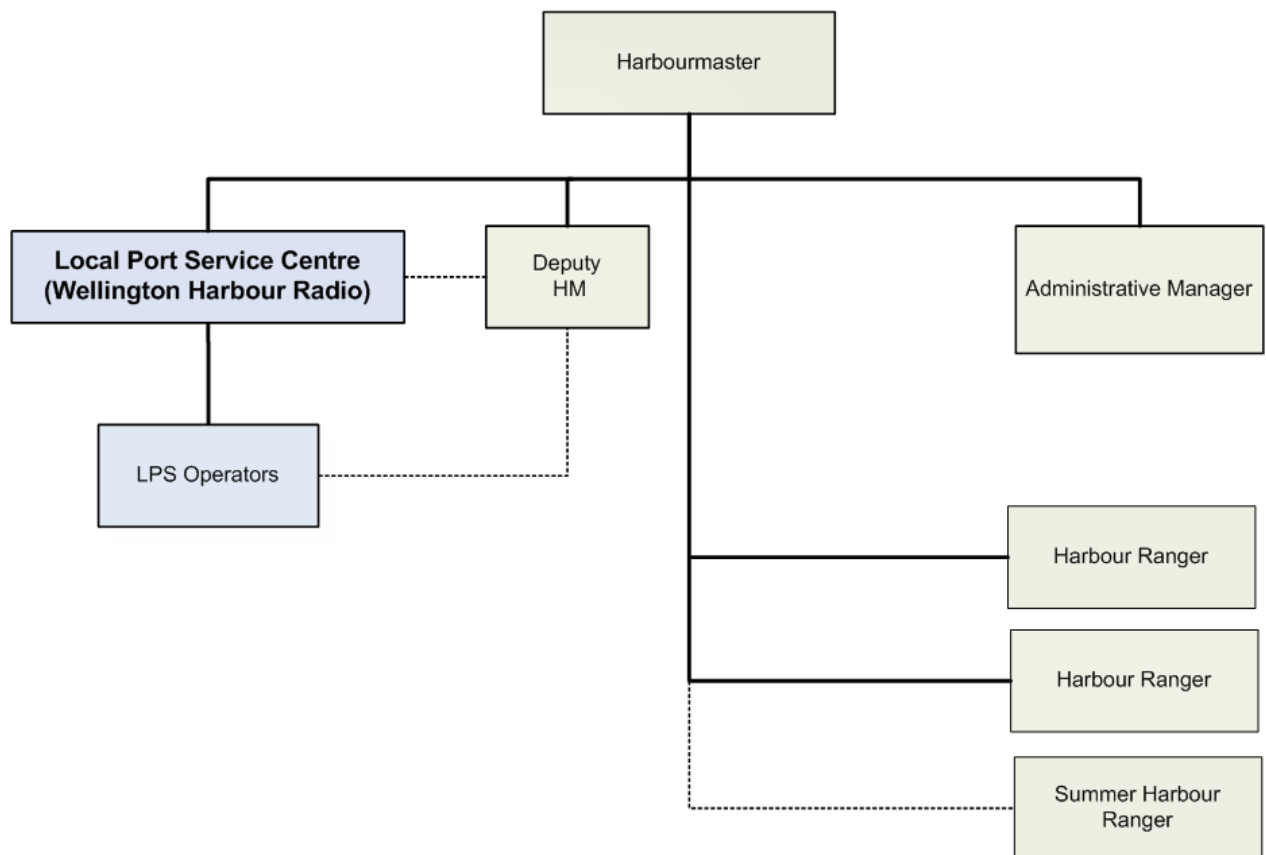 Harbourmaster
Local Port Service Centre
(Wellington Harbour Radio)
Deputy
HM
Administrative Manager
LPS Operators
Harbour Ranger
Harbour Ranger
Summer Harbour
Ranger